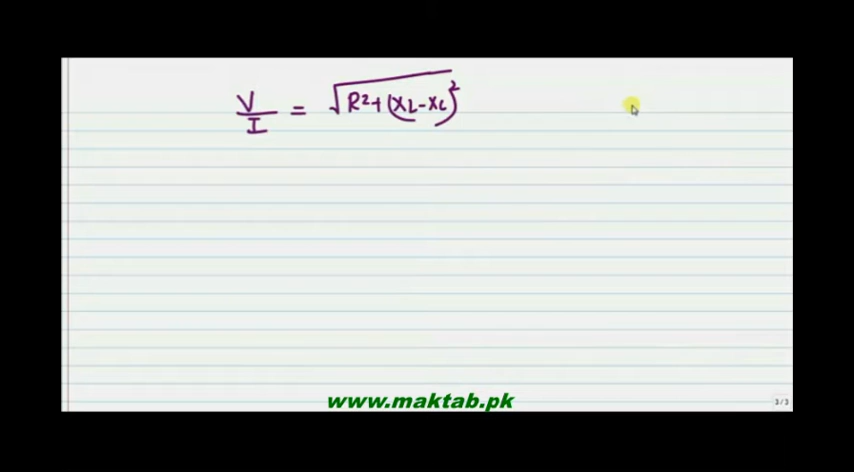 V/I = √(R²+(XL-XC)²)
www.maktab.pk
3/3